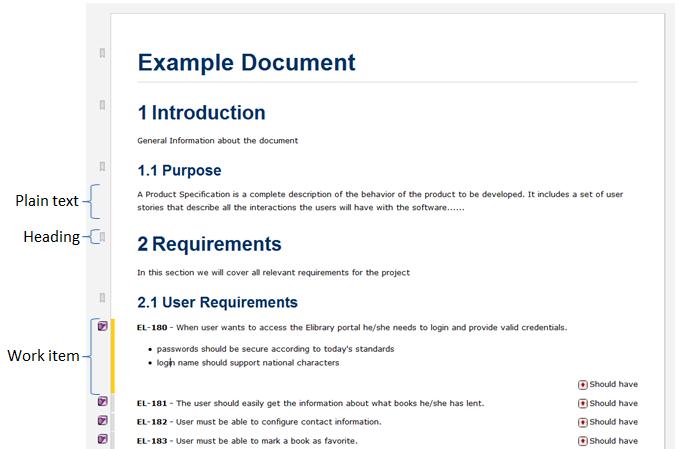 Example Document
1 Introduction
General Information about the document
1.1 Purpose
Plain text
A Product Specification is a complete description of the behavior of the product to be developed. It includes a set of user
stories that describe all the interactions the users will have with the software......
Heading
2 Requirements
In this section we will cover all relevant requirements for the project
2.1 User Requirements
Work item
EL-180 - When user wants to access the Elibrary portal he/she needs to login and provide valid credentials.
• passwords should be secure according to today's standards
• login name should support national characters
Should have
EL-181 - The user should easily get the information about what books he/she has lent. Should have
EL-182 - User must be able to configure contact information. Should have
EL-183 - User must be able to mark a book as favorite. Should have